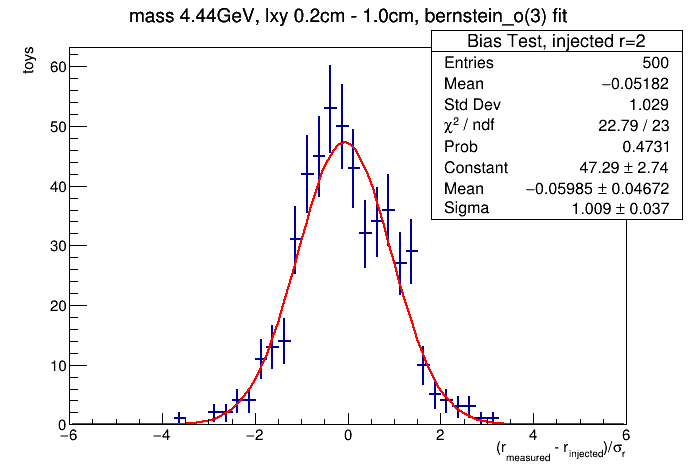 mass 4.44GeV, lxy 0.2cm - 1.0cm, bernstein_o(3) fit
Bias Test, injected r=2
Entries 500
Mean −0.05182
Std Dev 1.029
χ² / ndf 22.79 / 23
Prob 0.4731
Constant 47.29 ± 2.74
Mean −0.05985 ± 0.04672
Sigma 1.009 ± 0.037
toys
60
50
40
30
20
10
0
−6 −4 −2 0 2 4 6
(r_measured - r_injected)/σ_r